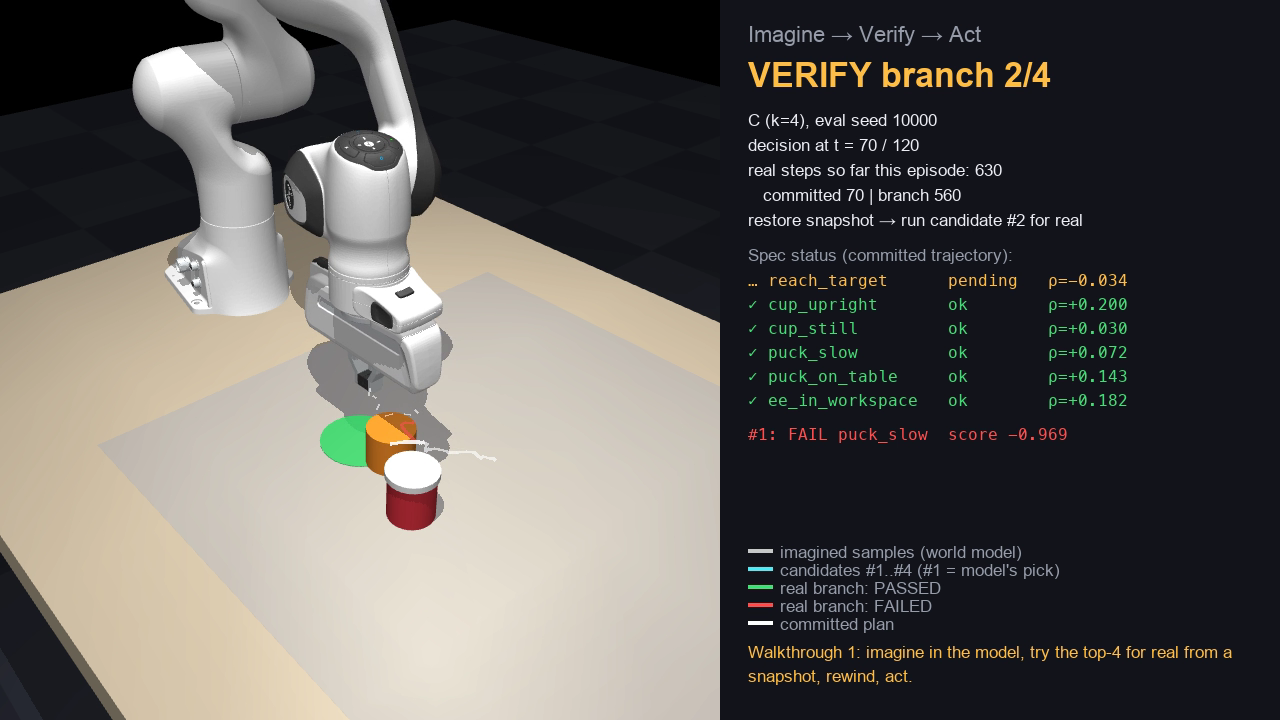 Imagine → Verify → Act
VERIFY branch 2/4
C (k=4), eval seed 10000
decision at t = 70 / 120
real steps so far this episode: 630
committed 70 | branch 560
restore snapshot → run candidate #2 for real
Spec status (committed trajectory):
… reach_target pending ρ=−0.034
✓ cup_upright ok ρ=+0.200
✓ cup_still ok ρ=+0.030
✓ puck_slow ok ρ=+0.072
✓ puck_on_table ok ρ=+0.143
✓ ee_in_workspace ok ρ=+0.182
#1: FAIL puck_slow score −0.969
imagined samples (world model)
candidates #1..#4 (#1 = model's pick)
real branch: PASSED
real branch: FAILED
committed plan
Walkthrough 1: imagine in the model, try the top-4 for real from a
snapshot, rewind, act.